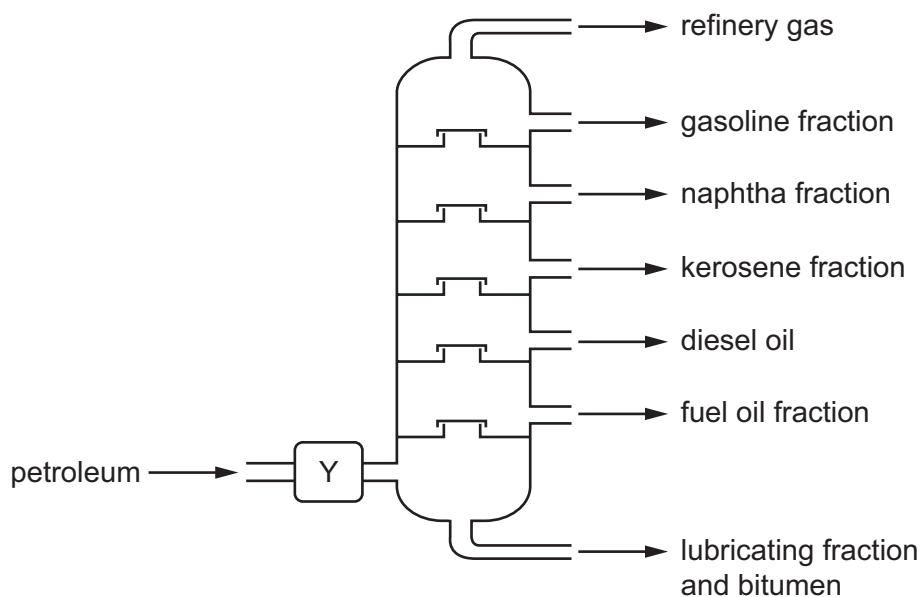 refinery gas
gasoline fraction
naphtha fraction
kerosene fraction
diesel oil
fuel oil fraction
petroleum
Y
lubricating fraction
and bitumen